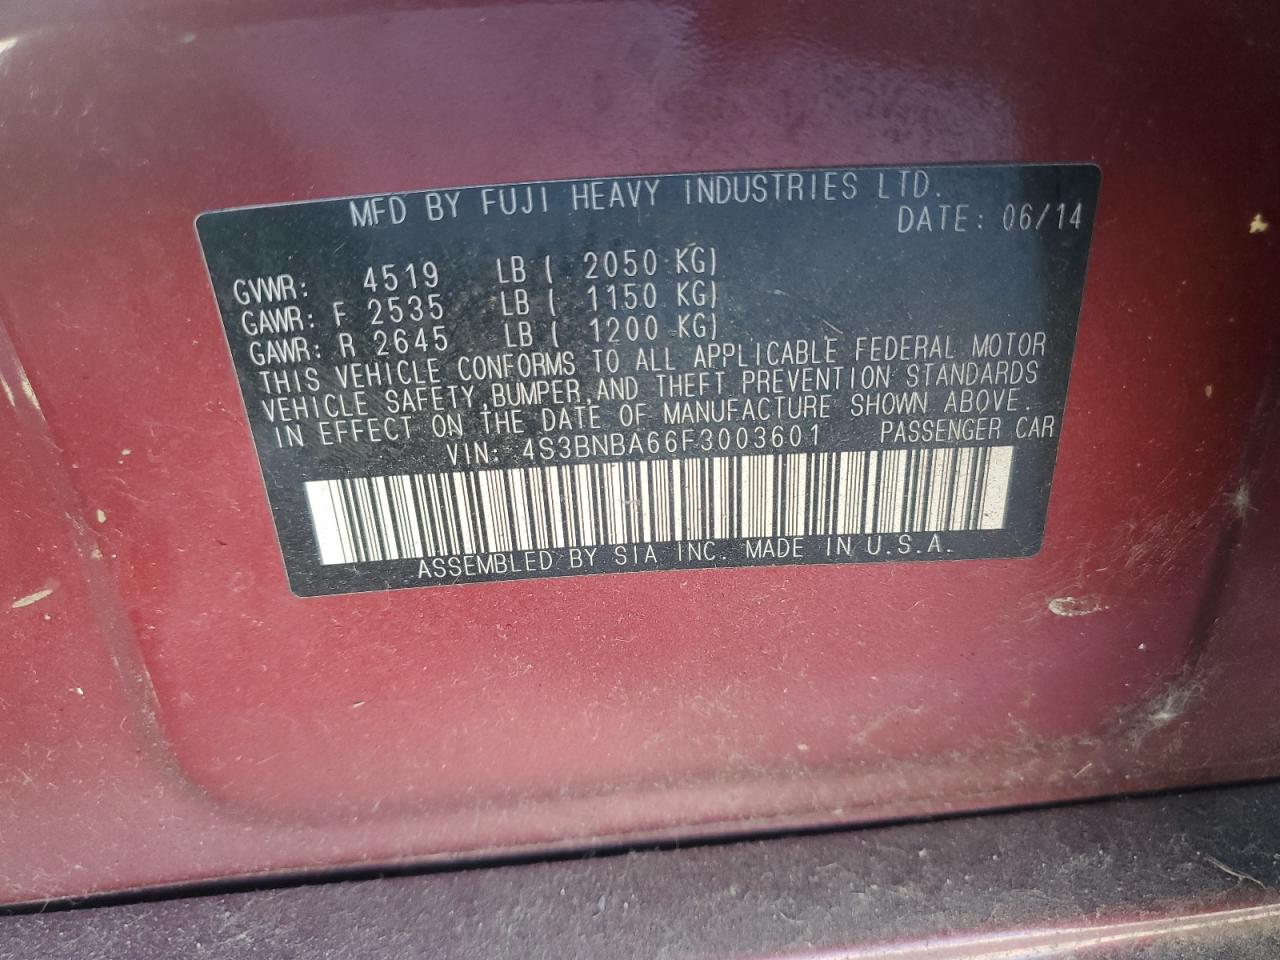 MFD BY FUJI HEAVY INDUSTRIES LTD.
DATE: 06/14
GVWR: 4519 LB ( 2050 KG)
GAWR: F 2535 LB ( 1150 KG)
GAWR: R 2645 LB ( 1200 KG)
THIS VEHICLE CONFORMS TO ALL APPLICABLE FEDERAL MOTOR
VEHICLE SAFETY BUMPER, AND THEFT PREVENTION STANDARDS
IN EFFECT ON THE DATE OF MANUFACTURE SHOWN ABOVE.
VIN: 4S3BNBA66F3003601 PASSENGER CAR
ASSEMBLED BY SIA INC. MADE IN U.S.A.